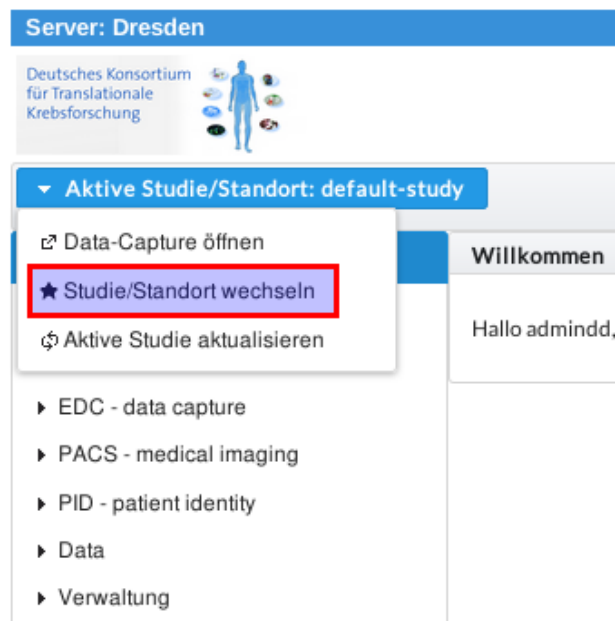 Server: Dresden
Deutsches Konsortium
für Translationale
Krebsforschung
Aktive Studie/Standort: default-study
Data-Capture öffnen
Studie/Standort wechseln
Aktive Studie aktualisieren
Willkommen
Hallo admindd,
EDC - data capture
PACS - medical imaging
PID - patient identity
Data
Verwaltung